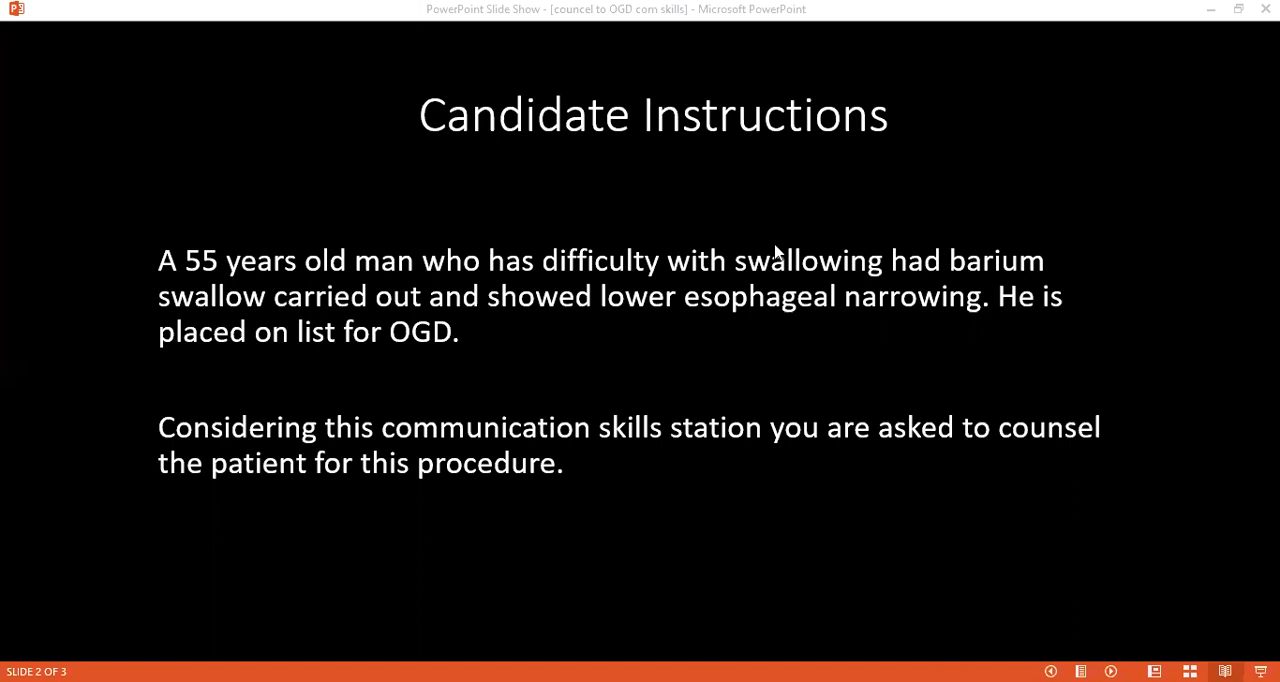 PowerPoint Slide Show - [councel to OGD com skills] - Microsoft PowerPoint
Candidate Instructions
A 55 years old man who has difficulty with swallowing had barium
swallow carried out and showed lower esophageal narrowing. He is
placed on list for OGD.
Considering this communication skills station you are asked to counsel
the patient for this procedure.
SLIDE 2 OF 3